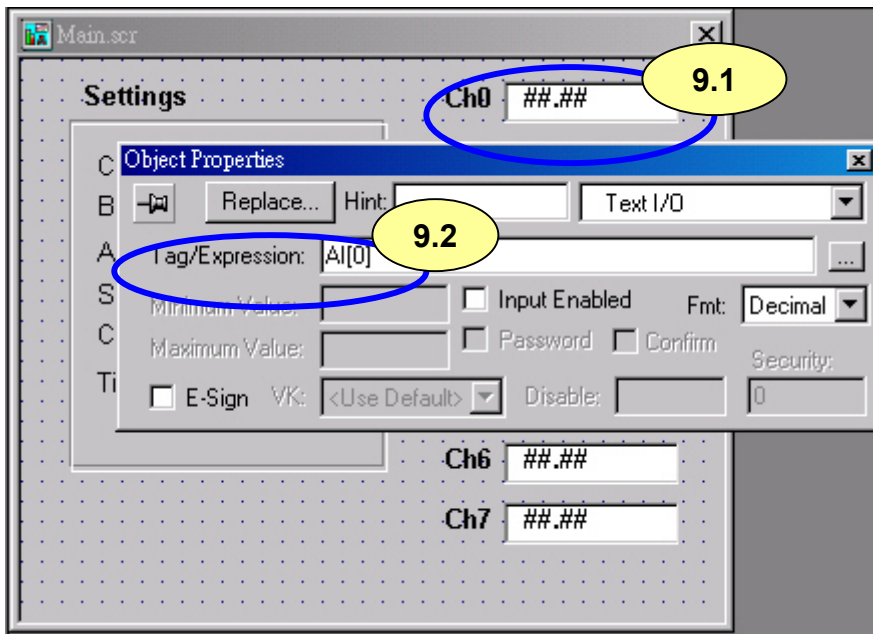 Main.scr
Settings
Ch0 ##.##
9.1
Object Properties
C
B
Replace... Hint: Text I/O
9.2
A
Tag/Expression: AI[0] ...
S
Minimum Value: Input Enabled Fmt: Decimal
C
Maximum Value: Password Confirm Security:
Ti
E-Sign VK: <Use Default> Disable: 0
Ch6 ##.##
Ch7 ##.##